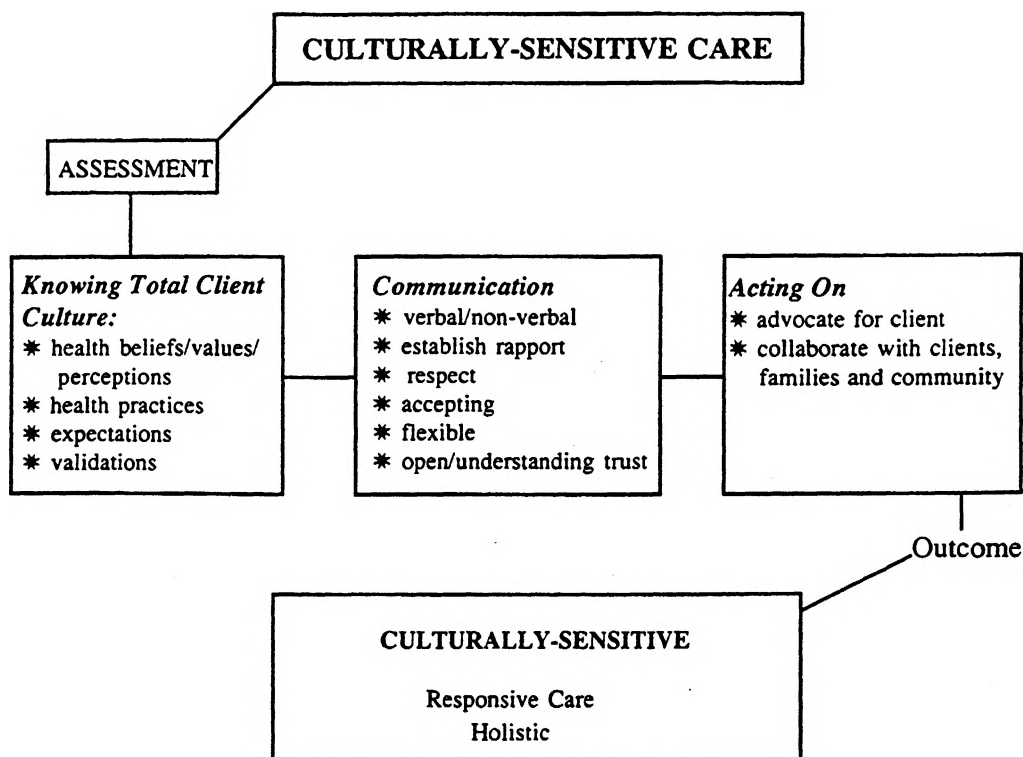 CULTURALLY-SENSITIVE CARE
ASSESSMENT
Knowing Total Client
Culture:
✷ health beliefs/values/
perceptions
✷ health practices
✷ expectations
✷ validations
Communication
✷ verbal/non-verbal
✷ establish rapport
✷ respect
✷ accepting
✷ flexible
✷ open/understanding trust
Acting On
✷ advocate for client
✷ collaborate with clients,
families and community
Outcome
CULTURALLY-SENSITIVE
Responsive Care
Holistic